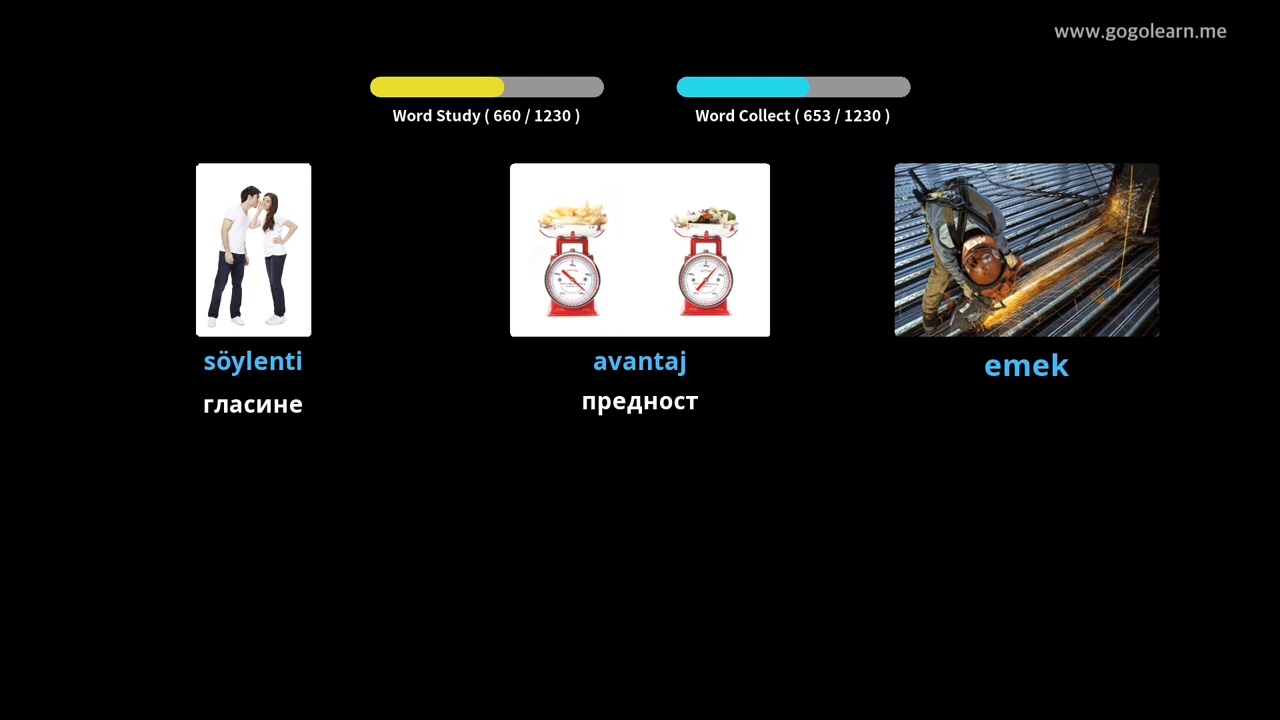 www.gogolearn.me
Word Study ( 660 / 1230 )
Word Collect ( 653 / 1230 )
söylenti
гласине
avantaj
предност
emek